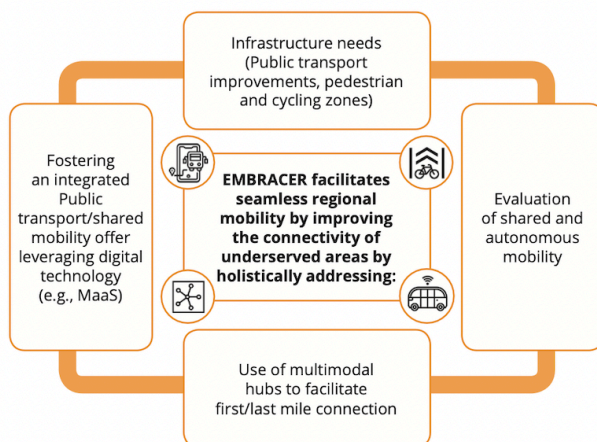 Infrastructure needs
(Public transport
improvements, pedestrian
and cycling zones)
Fostering
an integrated
Public
transport/shared
mobility offer
leveraging digital
technology
(e.g., MaaS)
EMBRACER facilitates
seamless regional
mobility by improving
the connectivity of
underserved areas by
holistically addressing:
Evaluation
of shared and
autonomous
mobility
Use of multimodal
hubs to facilitate
first/last mile connection